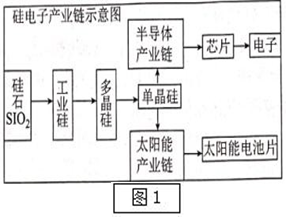 硅电子产业链示意图
硅石
SIO2
工业硅
多晶硅
单晶硅
半导体
产业链
芯片
电子
太阳能
产业链
太阳能电池片
图1